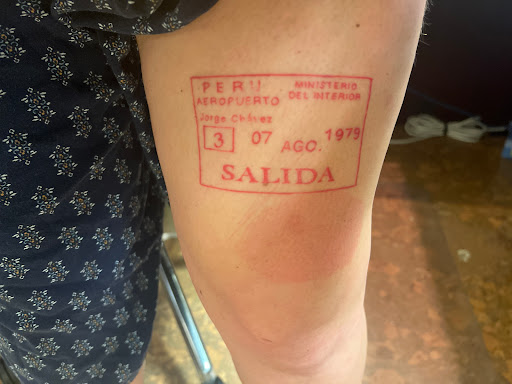 PERU MINISTERIO
AEROPUERTO DEL INTERIOR
Jorge Chávez
3 07 AGO. 1979
SALIDA